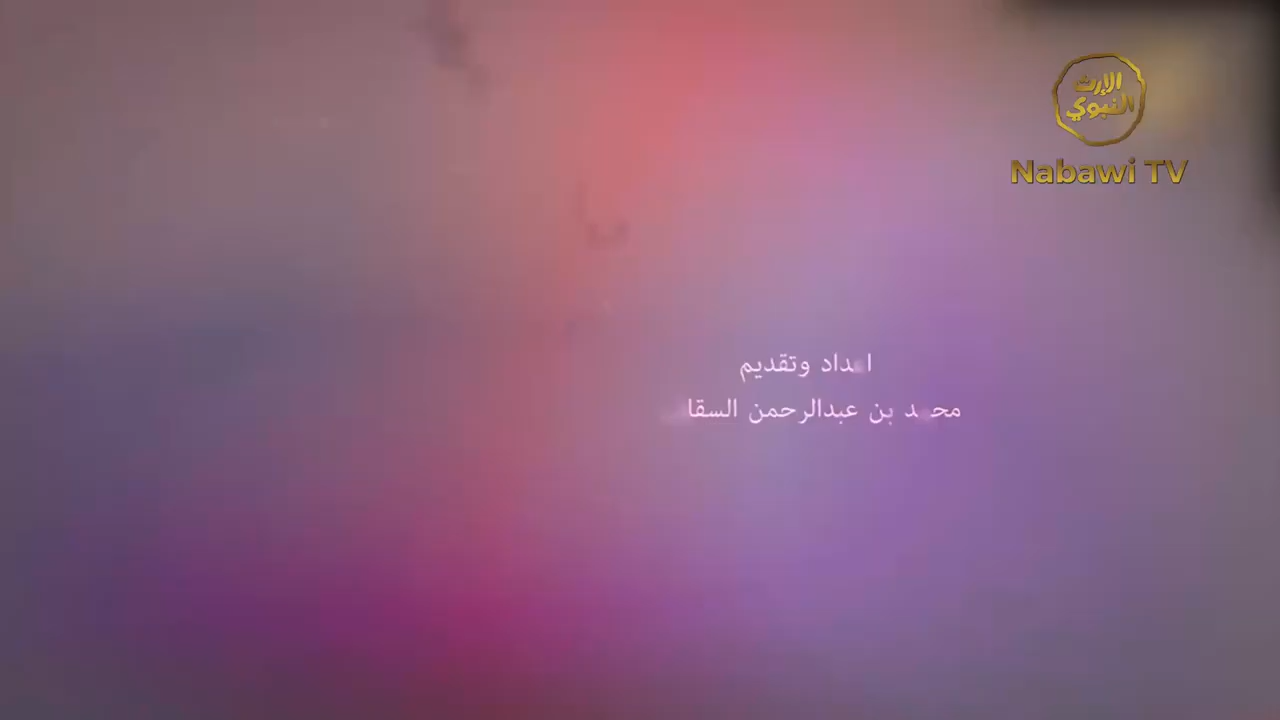 الإرث
النبوي
Nabawi TV
اعداد وتقديم
محمد بن عبدالرحمن السقاف